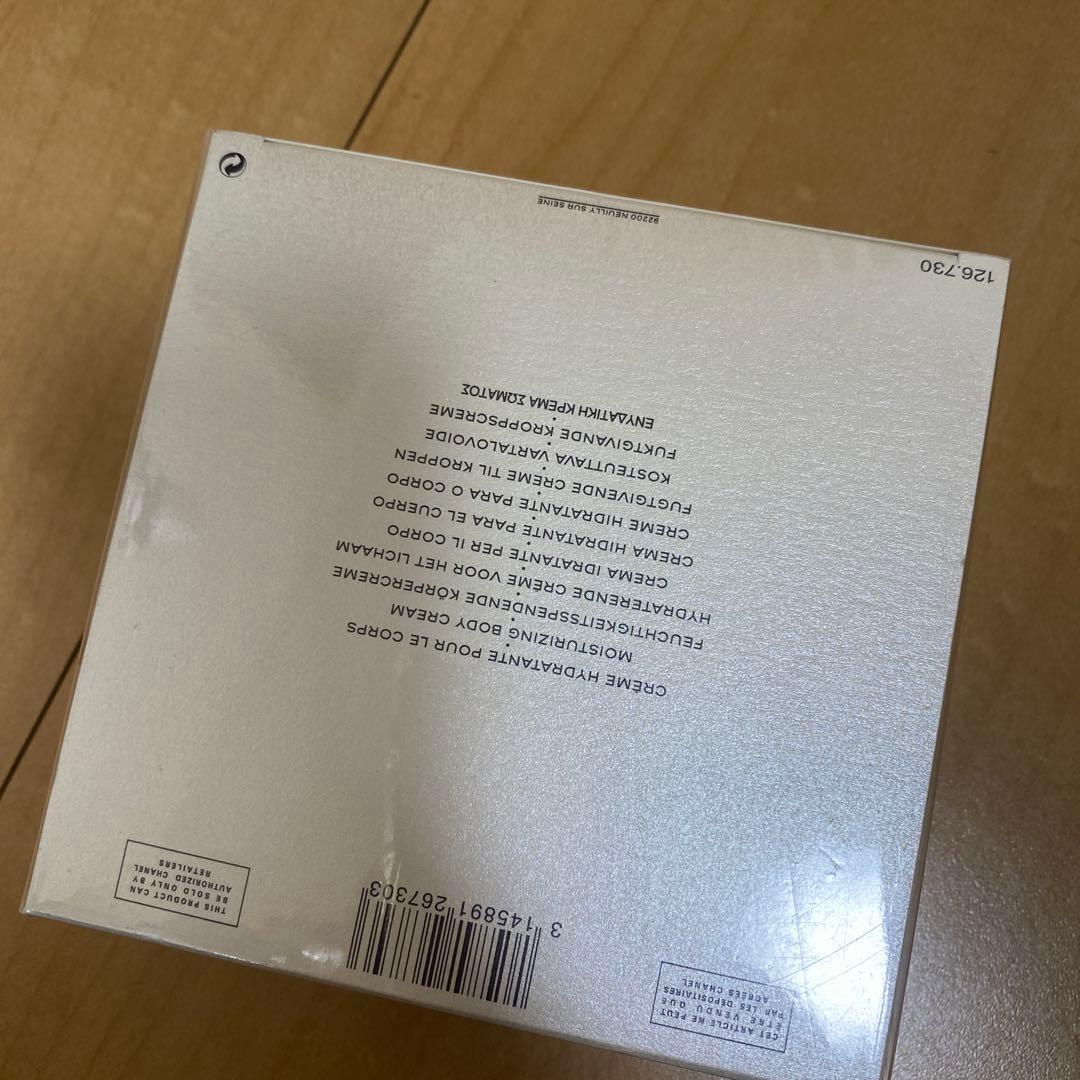 CET ARTICLE NE PEUT
ÊTRE VENDU QUE
PAR LES DÉPOSITAIRES
AGRÉÉS CHANEL
3 145891 267303
THIS PRODUCT CAN
BE SOLD ONLY BY
AUTHORIZED CHANEL
RETAILERS
CRÈME HYDRATANTE POUR LE CORPS
•
MOISTURIZING BODY CREAM
•
FEUCHTIGKEITSSPENDENDE KÖRPERCREME
•
HYDRATERENDE CRÈME VOOR HET LICHAAM
•
CREMA IDRATANTE PER IL CORPO
•
CREMA HIDRATANTE PARA EL CUERPO
•
CREME HIDRATANTE PARA O CORPO
•
FUGTGIVENDE CREME TIL KROPPEN
•
KOSTEUTTAVA VARTALOVOIDE
•
FUKTGIVANDE KROPPSCREME
•
ΕΝΥΔΑΤΙΚΗ ΚΡΕΜΑ ΣΩΜΑΤΟΣ
126.730
92200 NEUILLY SUR SEINE